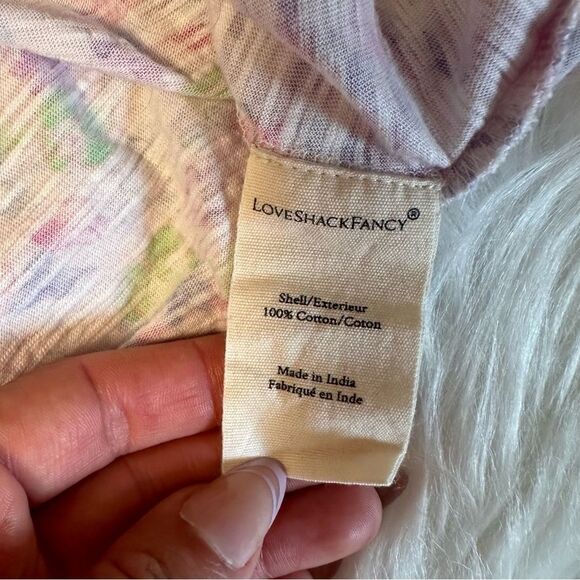 LOVESHACKFANCY®
Shell/Exterieur
100% Cotton/Coton
Made in India
Fabriqué en Inde